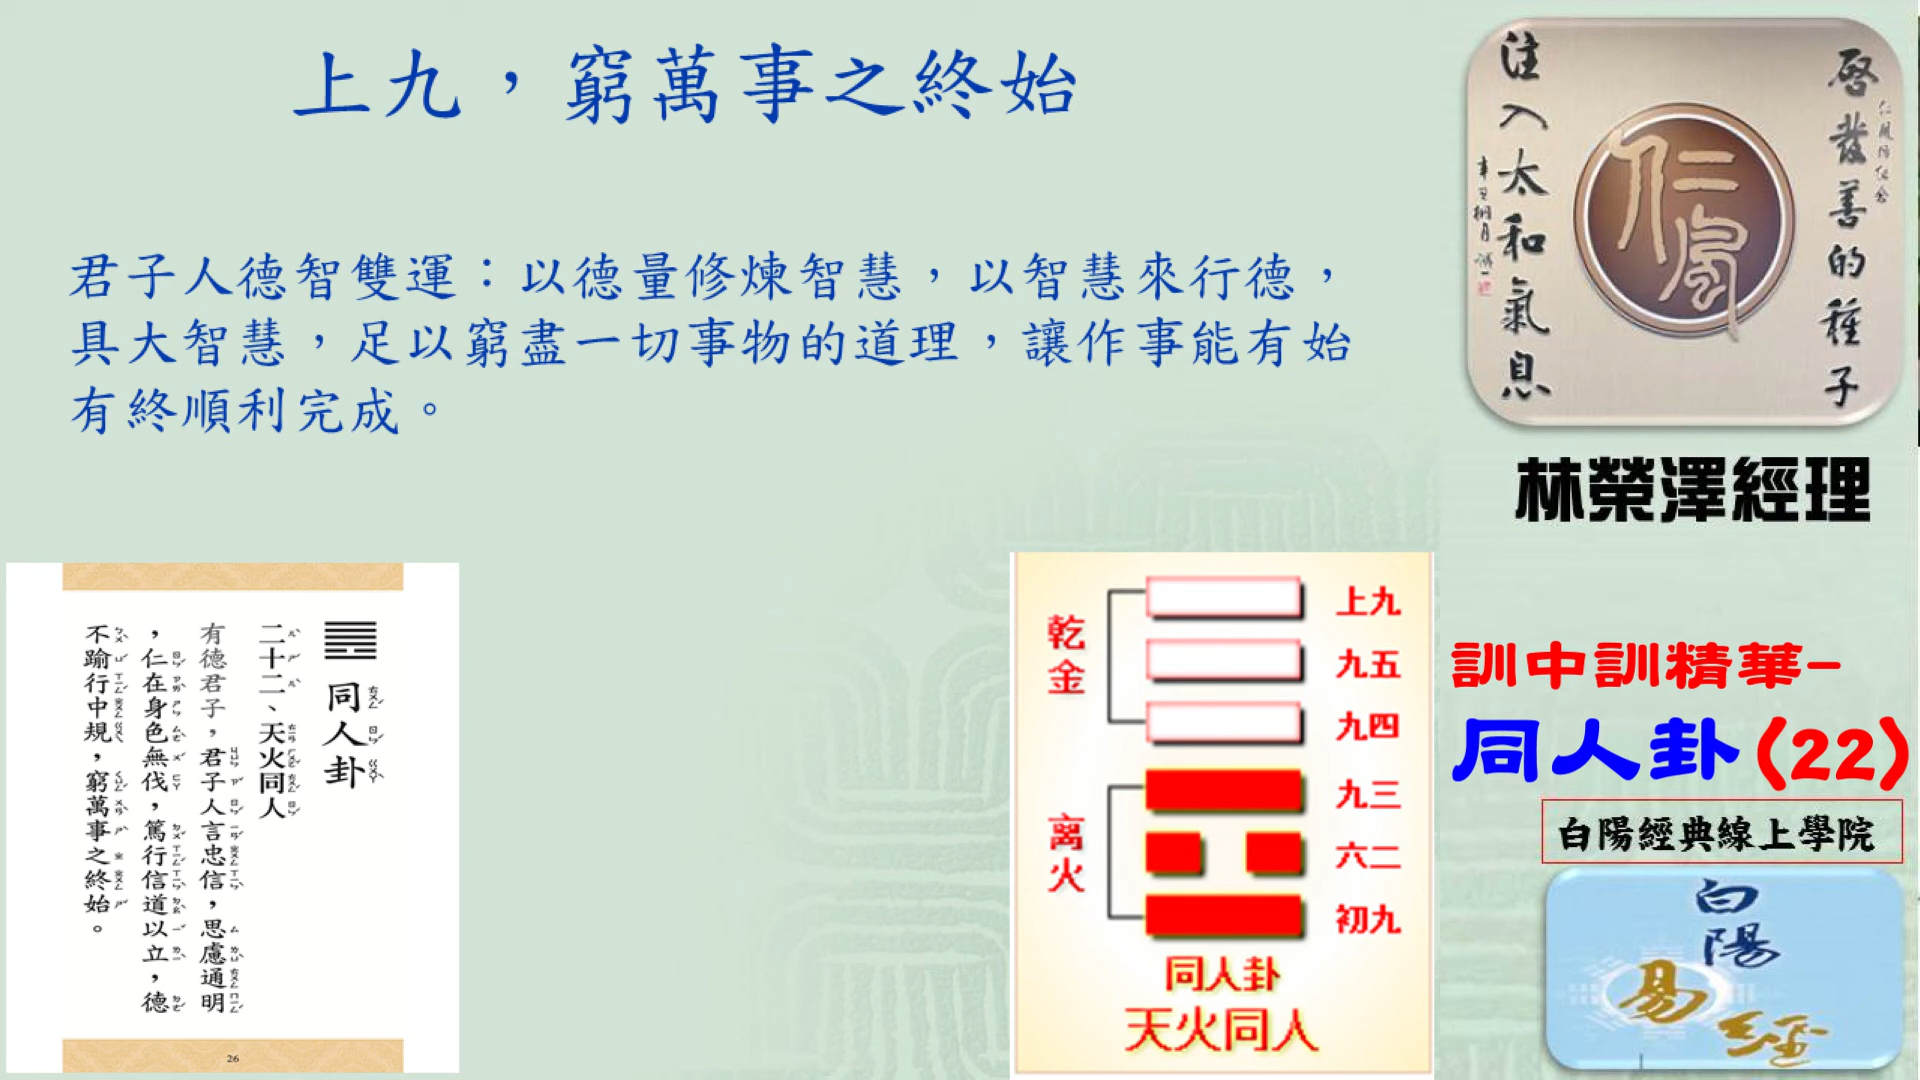 上九，窮萬事之終始
君子人德智雙運：以德量修煉智慧，以智慧來行德，
具大智慧，足以窮盡一切事物的道理，讓作事能有始
有終順利完成。
同人卦
二十二、天火同人
有德君子，君子人言忠信，思慮通明
，仁在身色無伐，篤行信道以立，德
不踰行中規，窮萬事之終始。
26
乾金
离火
上九
九五
九四
九三
六二
初九
同人卦
天火同人
啓發善的種子
仁風
注入太和氣息
林榮澤經理
訓中訓精華-
同人卦(22)
白陽經典線上學院
白陽
易經